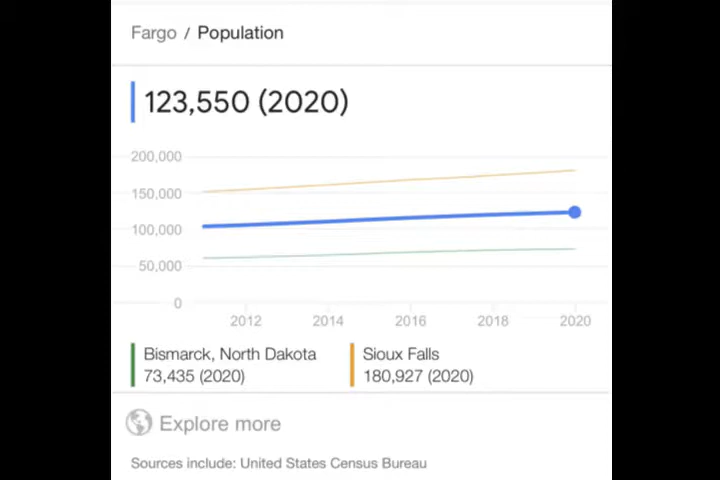 Fargo / Population
123,550 (2020)
200,000
150,000
100,000
50,000
0
2012 2014 2016 2018 2020
Bismarck, North Dakota
73,435 (2020)
Sioux Falls
180,927 (2020)
Explore more
Sources include: United States Census Bureau